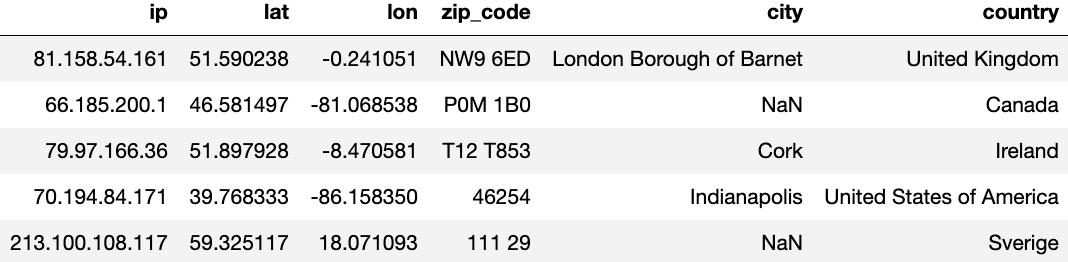 ip lat lon zip_code city country
81.158.54.161 51.590238 -0.241051 NW9 6ED London Borough of Barnet United Kingdom
66.185.200.1 46.581497 -81.068538 P0M 1B0 NaN Canada
79.97.166.36 51.897928 -8.470581 T12 T853 Cork Ireland
70.194.84.171 39.768333 -86.158350 46254 Indianapolis United States of America
213.100.108.117 59.325117 18.071093 111 29 NaN Sverige